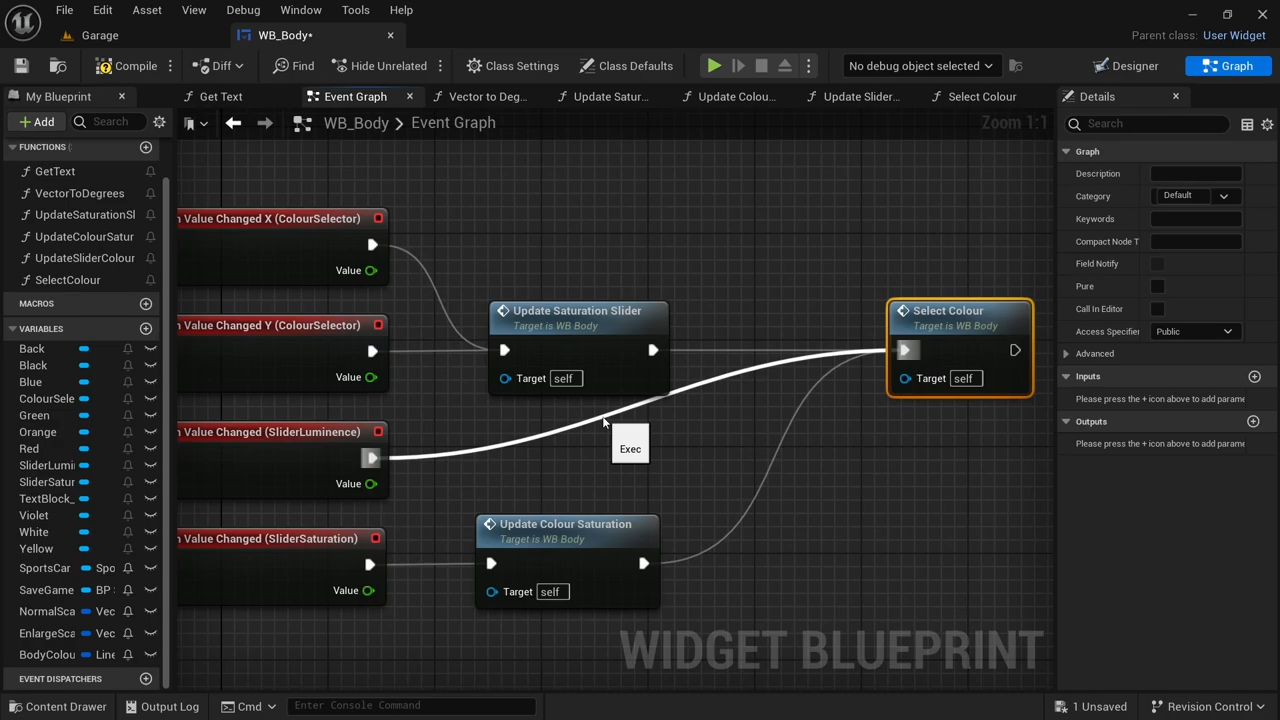 File Edit Asset View Debug Window Tools Help
Garage WB_Body*
Parent class: User Widget
Compile Diff Find Hide Unrelated Class Settings Class Defaults No debug object selected Designer Graph
My Blueprint Get Text Event Graph Vector to Deg... Update Satur... Update Colou... Update Slider... Select Colour Details
Add Search
WB_Body > Event Graph
Zoom 1:1
Search
FUNCTIONS (
GetText
VectorToDegrees
UpdateSaturationSl
UpdateColourSatur
UpdateSliderColour
SelectColour
MACROS
VARIABLES
Back
Black
Blue
ColourSele
Green
Orange
Red
SliderLumi
SliderSatur
TextBlock_
Violet
White
Yellow
SportsCar Spo
SaveGame BP
NormalSca Vec
EnlargeSca Vec
BodyColou Line
EVENT DISPATCHERS
n Value Changed X (ColourSelector)
Value
n Value Changed Y (ColourSelector)
Value
n Value Changed (SliderLuminence)
Value
n Value Changed (SliderSaturation)
Value
Update Saturation Slider
Target is WB Body
Target self
Exec
Update Colour Saturation
Target is WB Body
Target self
Select Colour
Target is WB Body
Target self
WIDGET BLUEPRINT
Graph
Description
Category Default
Keywords
Compact Node T
Field Notify
Pure
Call In Editor
Access Specifier Public
Advanced
Inputs
Please press the + icon above to add parame
Outputs
Please press the + icon above to add parame
Content Drawer Output Log Cmd Enter Console Command 1 Unsaved Revision Control